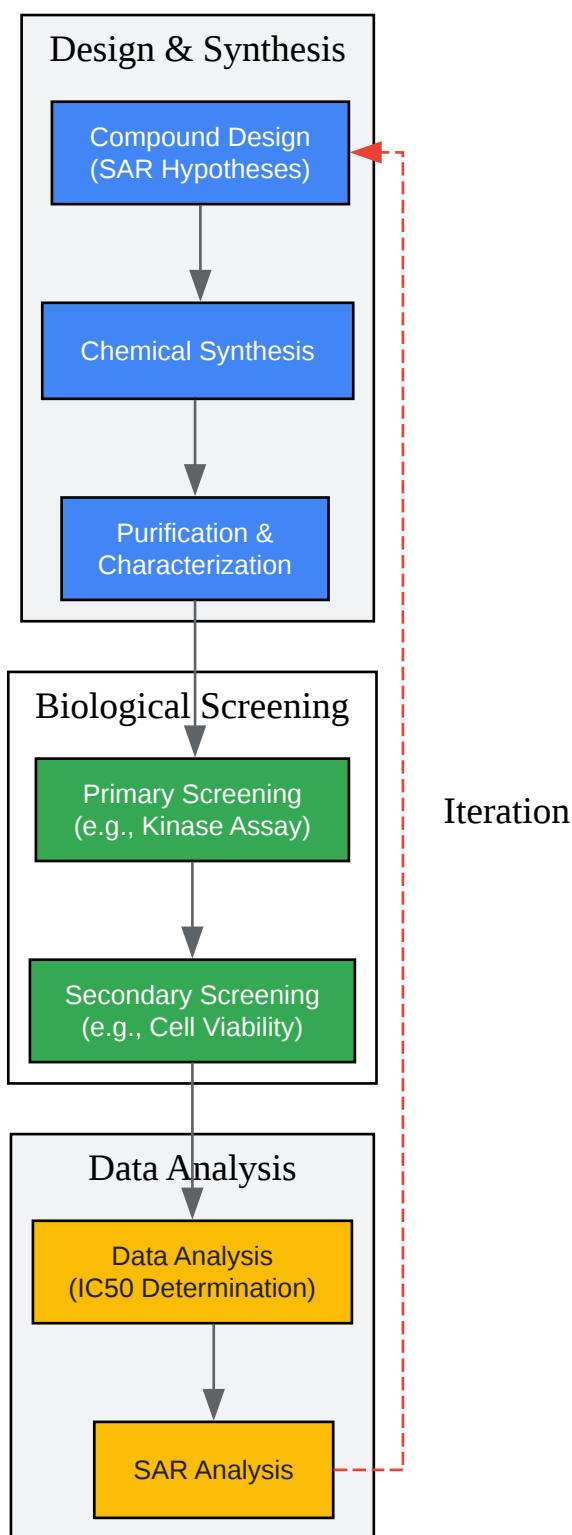 Design & Synthesis
Compound Design
(SAR Hypotheses)
Chemical Synthesis
Purification &
Characterization
Biological Screening
Primary Screening
(e.g., Kinase Assay)
Iteration
Secondary Screening
(e.g., Cell Viability)
Data Analysis
Data Analysis
(IC50 Determination)
SAR Analysis